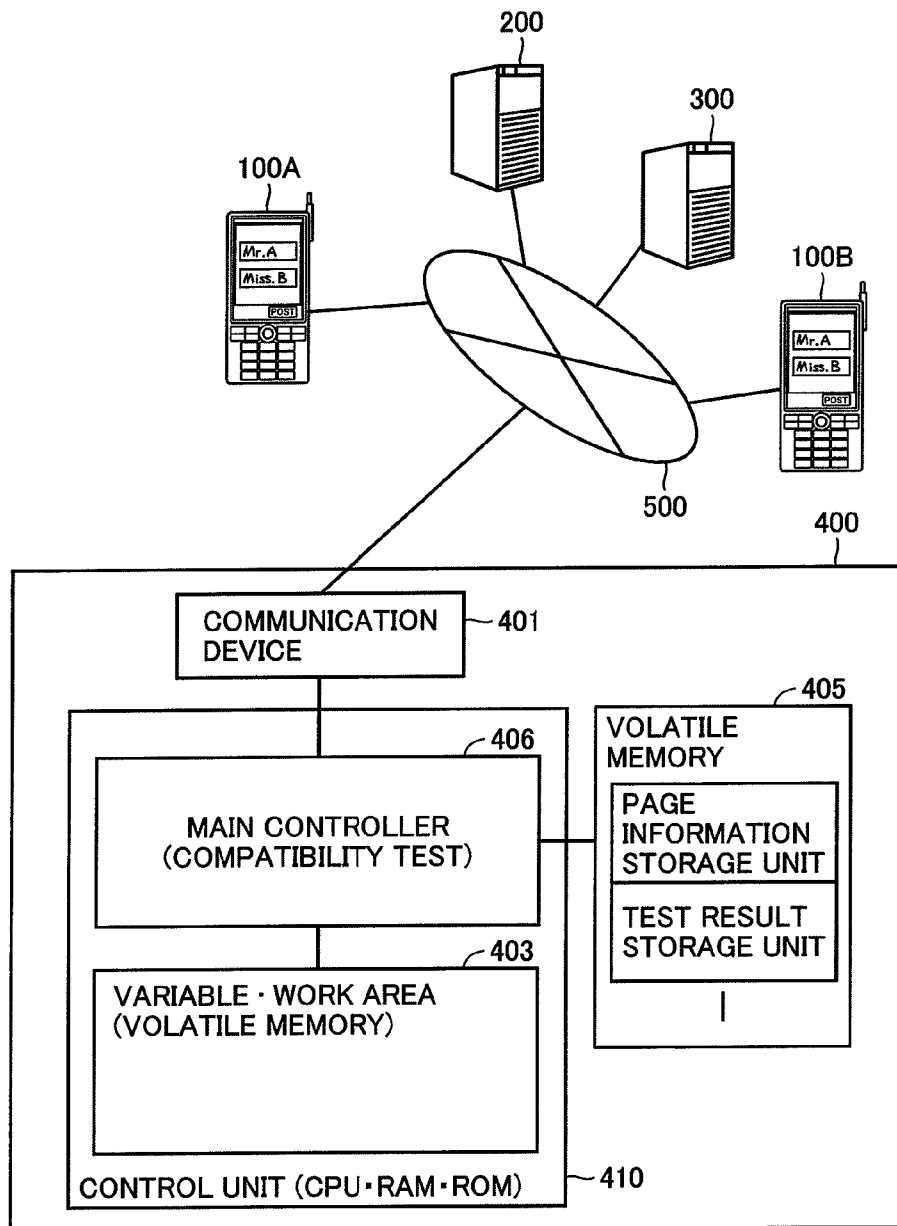 200
300
100A
Mr.A
Miss.B
POST
100B
Mr.A
Miss.B
POST
500
400
COMMUNICATION
DEVICE
401
405
VOLATILE
MEMORY
406
MAIN CONTROLLER
(COMPATIBILITY TEST)
PAGE
INFORMATION
STORAGE UNIT
TEST RESULT
STORAGE UNIT
403
VARIABLE・WORK AREA
(VOLATILE MEMORY)
CONTROL UNIT (CPU・RAM・ROM)
410